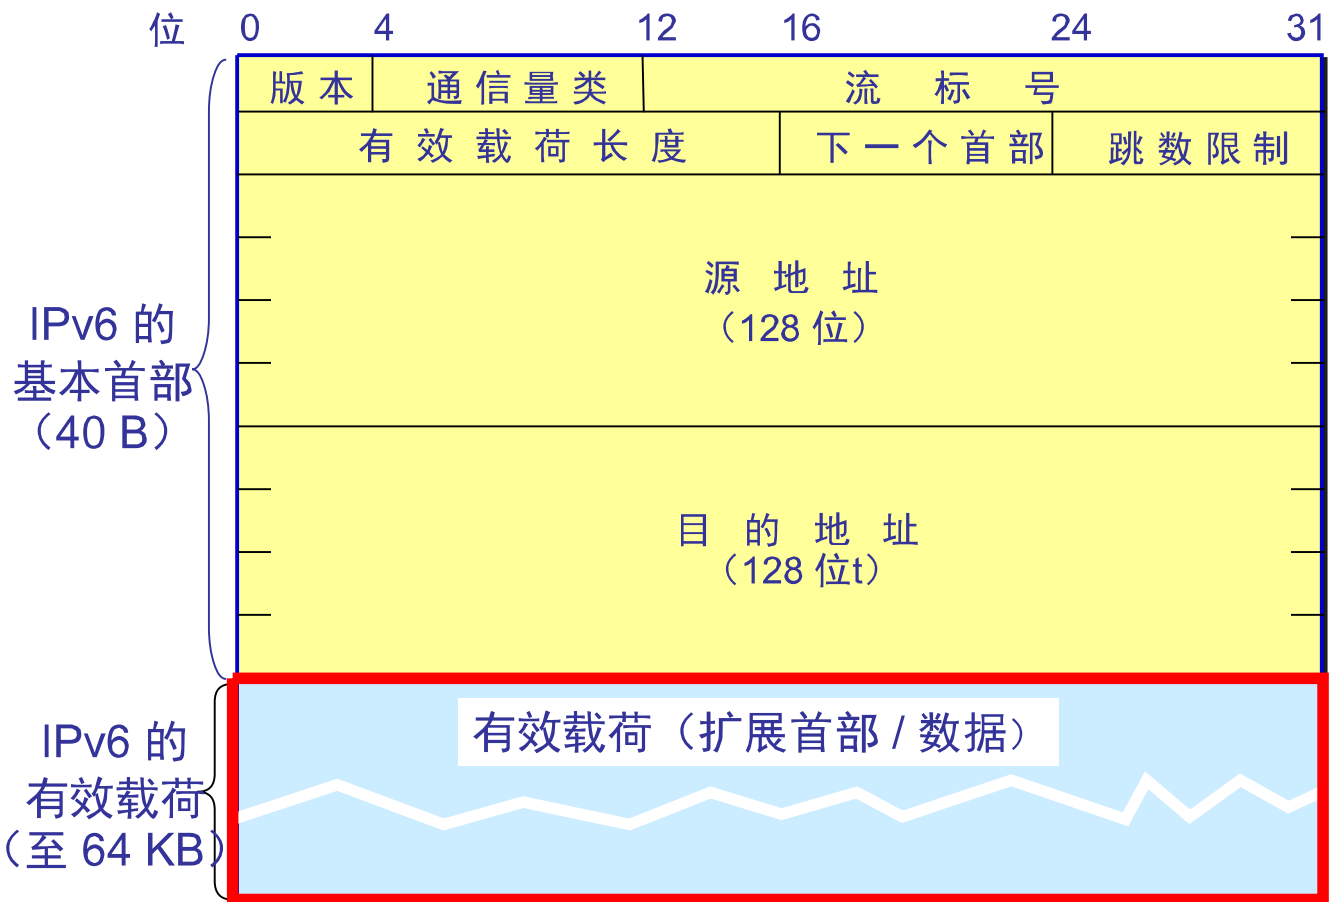 位 0 4 12 16 24 31
版 本 通 信 量 类 流 标 号
有 效 载 荷 长 度 下 一 个 首 部 跳 数 限 制
源 地 址
（128 位）
IPv6 的
基本首部
（40 B）
目 的 地 址
（128 位t）
有效载荷（扩展首部 / 数据）
IPv6 的
有效载荷
（至 64 KB）